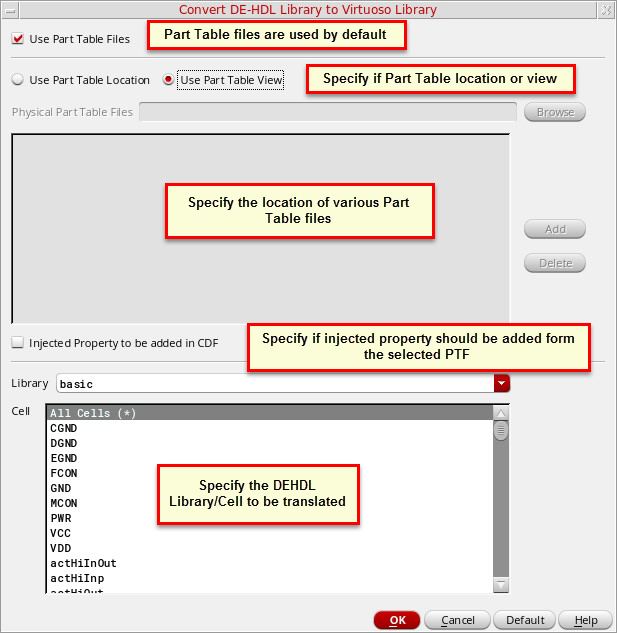 Convert DE-HDL Library to Virtuoso Library
Use Part Table Files
Part Table files are used by default
Use Part Table Location
Use Part Table View
Specify if Part Table location or view
Physical Part Table Files
Browse
Specify the location of various Part
Table files
Add
Delete
Injected Property to be added in CDF
Specify if injected property should be added form
the selected PTF
Library
basic
Cell
All Cells (*)
CGND
DGND
EGND
FCON
GND
MCON
PWR
VCC
VDD
actHiInOut
actHiInp
actHiOut
Specify the DEHDL
Library/Cell to be translated
OK
Cancel
Default
Help